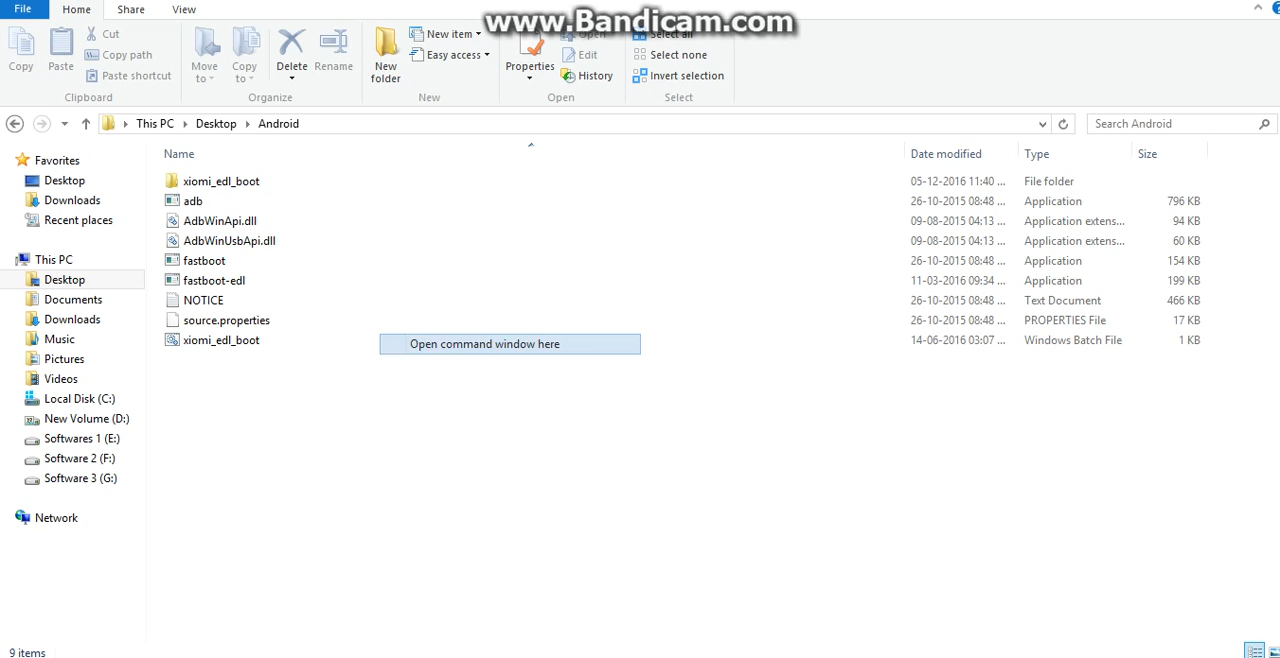 www.Bandicam.com
File Home Share View
Cut
Copy path
Paste shortcut
Copy
Paste
Clipboard
Move to
Copy to
Delete
Rename
Organize
New folder
New item
Easy access
New
Properties
Open
Edit
History
Open
Select all
Select none
Invert selection
Select
This PC Desktop Android
Search Android
Name Date modified Type Size
Favorites
Desktop
Downloads
Recent places
This PC
Desktop
Documents
Downloads
Music
Pictures
Videos
Local Disk (C:)
New Volume (D:)
Softwares 1 (E:)
Software 2 (F:)
Software 3 (G:)
Network
xiomi_edl_boot 05-12-2016 11:40 ... File folder
adb 26-10-2015 08:48 ... Application 796 KB
AdbWinApi.dll 09-08-2015 04:13 ... Application extens... 94 KB
AdbWinUsbApi.dll 09-08-2015 04:13 ... Application extens... 60 KB
fastboot 26-10-2015 08:48 ... Application 154 KB
fastboot-edl 11-03-2016 09:34 ... Application 199 KB
NOTICE 26-10-2015 08:48 ... Text Document 466 KB
source.properties 26-10-2015 08:48 ... PROPERTIES File 17 KB
xiomi_edl_boot 14-06-2016 03:07 ... Windows Batch File 1 KB
Open command window here
9 items